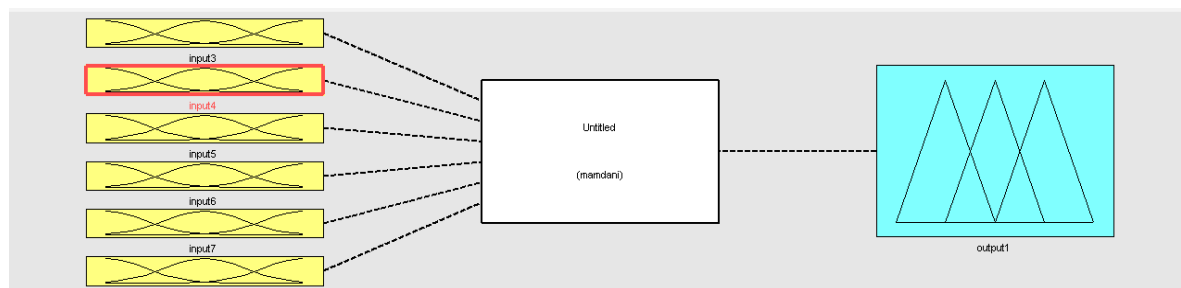 input3
input4
input5
input6
input7
Untitled
(mamdani)
output1